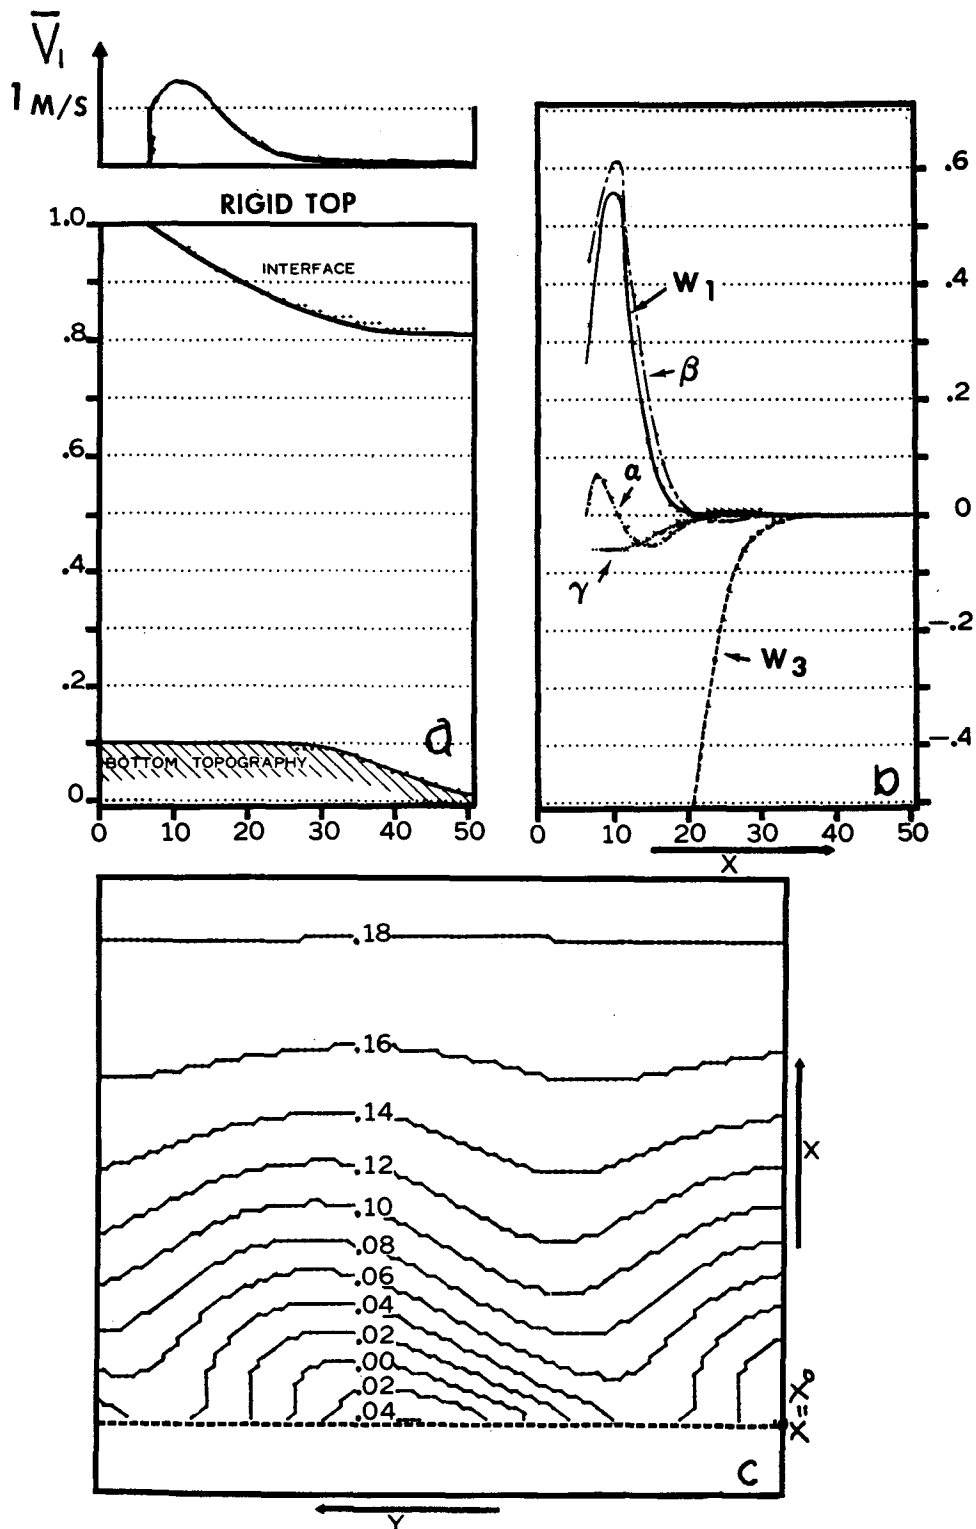 V̅₁
1 M/S
RIGID TOP
1.0
INTERFACE
.8
.6
.4
.2
a
BOTTOM TOPOGRAPHY
0
0 10 20 30 40 50
.6
W₁
.4
β
.2
α
0
γ
-.2
W₃
-.4
b
0 10 20 30 40 50
X
.18
.16
.14
X
.12
.10
.08
.06
.04
.02
.00
.02
.04
X=X₀
C
Y